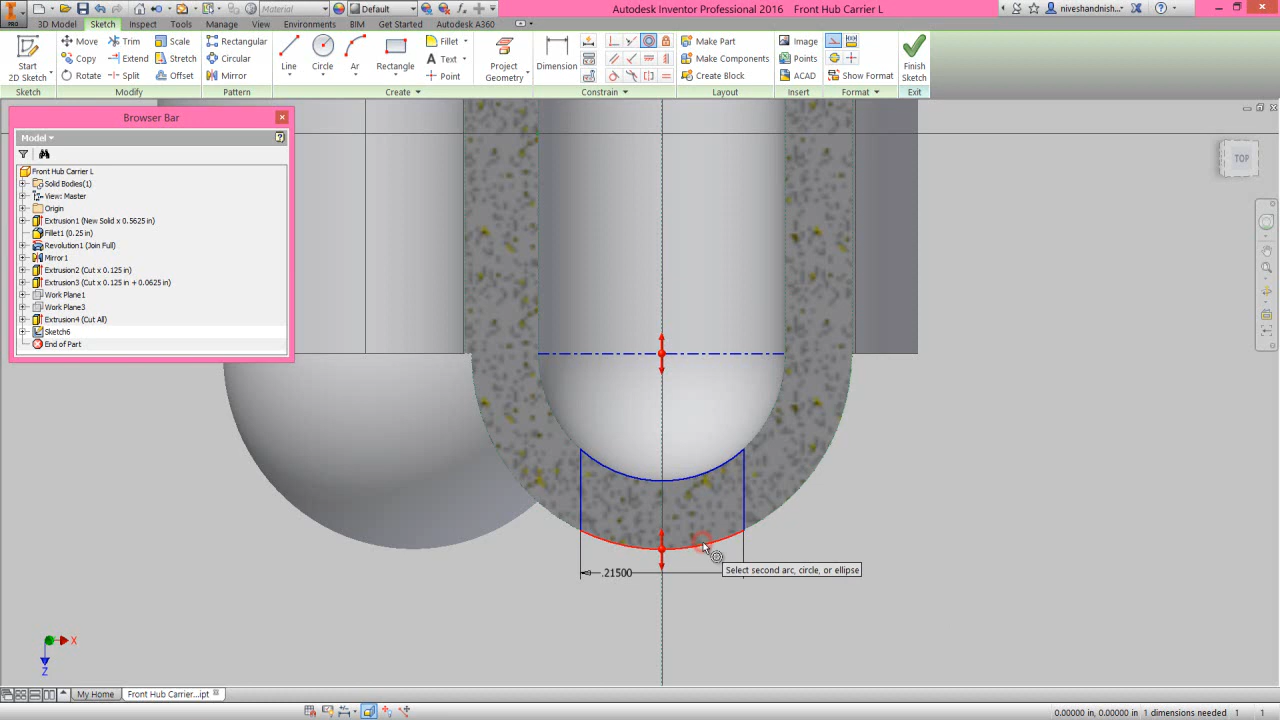 Material
Default
Autodesk Inventor Professional 2016 Front Hub Carrier L
niveshandnish...
PRO
3D Model Sketch Inspect Tools Manage View Environments BIM Get Started Autodesk A360
Start
2D Sketch
Move Trim Scale
Copy Extend Stretch
Rotate Split Offset
Rectangular
Circular
Mirror
Line Circle Arc Rectangle
Fillet
Text
Point
Project
Geometry
Dimension
Make Part
Make Components
Create Block
Image
Points
ACAD
Show Format
Finish
Sketch
Sketch Modify Pattern Create Constrain Layout Insert Format Exit
Browser Bar
Model
Front Hub Carrier L
Solid Bodies(1)
View: Master
Origin
Extrusion1 (New Solid x 0.5625 in)
Fillet1 (0.25 in)
Revolution1 (Join Full)
Mirror1
Extrusion2 (Cut x 0.125 in)
Extrusion3 (Cut x 0.125 in + 0.0625 in)
Work Plane1
Work Plane3
Extrusion4 (Cut All)
Sketch6
End of Part
TOP
.21500
Select second arc, circle, or ellipse
X
Z
My Home Front Hub Carrier...ipt
0.00000 in, 0.00000 in 1 dimensions needed 1 1